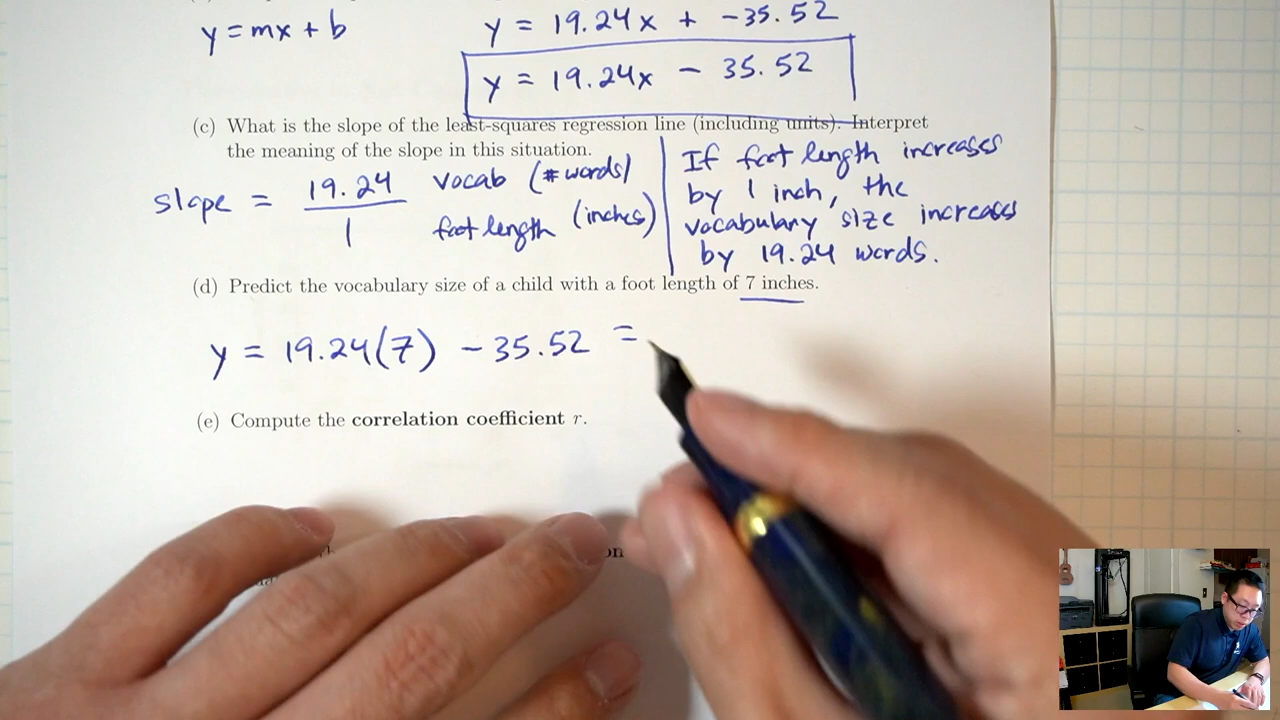 y = mx + b
y = 19.24x + -35.52
y = 19.24x - 35.52
(c) What is the slope of the least-squares regression line (including units). Interpret
the meaning of the slope in this situation.
slope = 19.24 / 1 vocab (# words) / foot length (inches)
If foot length increases
by 1 inch, the
vocabulary size increases
by 19.24 words.
(d) Predict the vocabulary size of a child with a foot length of 7 inches.
y = 19.24(7) - 35.52 =
(e) Compute the correlation coefficient r.